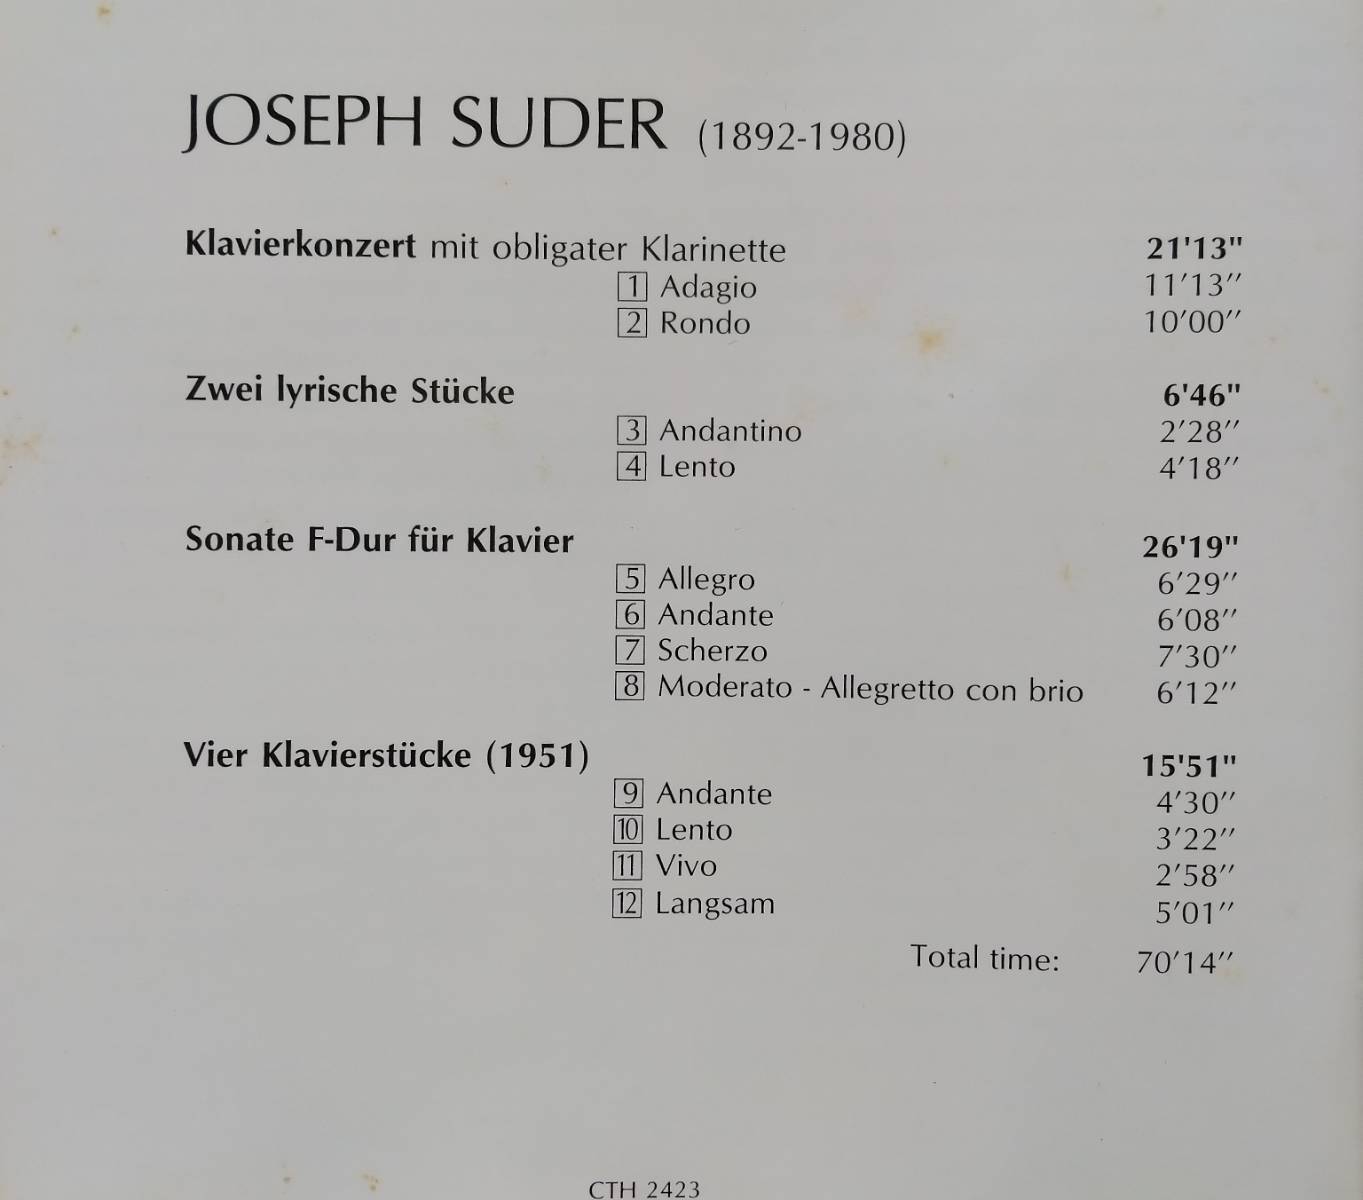 JOSEPH SUDER (1892-1980)
Klavierkonzert mit obligater Klarinette 21'13"
1 Adagio 11'13"
2 Rondo 10'00"
Zwei lyrische Stücke 6'46"
3 Andantino 2'28"
4 Lento 4'18"
Sonate F-Dur für Klavier 26'19"
5 Allegro 6'29"
6 Andante 6'08"
7 Scherzo 7'30"
8 Moderato - Allegretto con brio 6'12"
Vier Klavierstücke (1951) 15'51"
9 Andante 4'30"
10 Lento 3'22"
11 Vivo 2'58"
12 Langsam 5'01"
Total time: 70'14"
CTH 2423